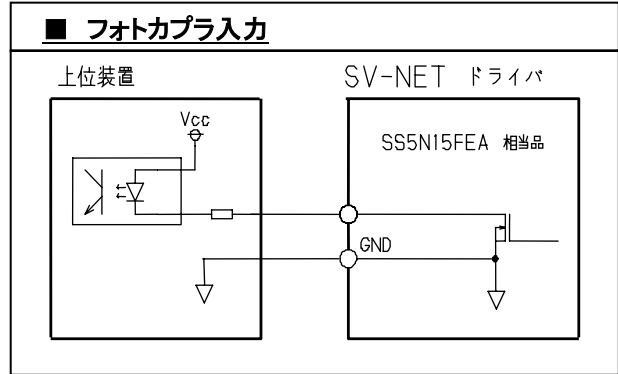 ■ フォトカプラ入力
上位装置
SV-NET ドライバ
Vcc
SS5N15FEA 相当品
GND